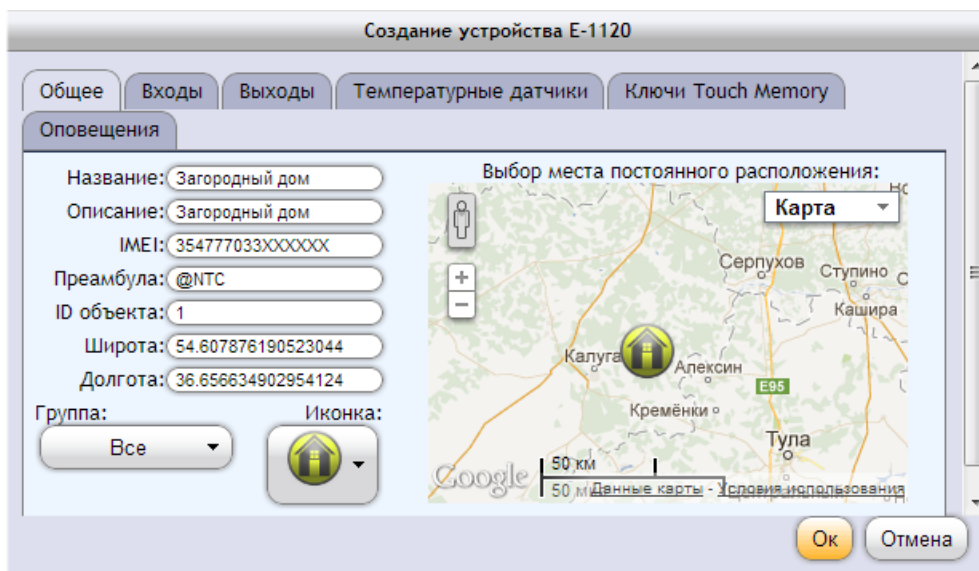 Создание устройства E-1120
Общее Входы Выходы Температурные датчики Ключи Touch Memory
Оповещения
Название: Загородный дом
Описание: Загородный дом
IMEI: 354777033XXXXXX
Преамбула: @NTC
ID объекта: 1
Широта: 54.607876190523044
Долгота: 36.656634902954124
Группа: Иконка:
Все
Выбор места постоянного расположения:
Карта
Серпухов
Ступино
Кашира
Калуга
Алексин
E95
Кремёнки
Тула
Google
50 км
50 ми
Данные карты - Условия использования
Ок Отмена